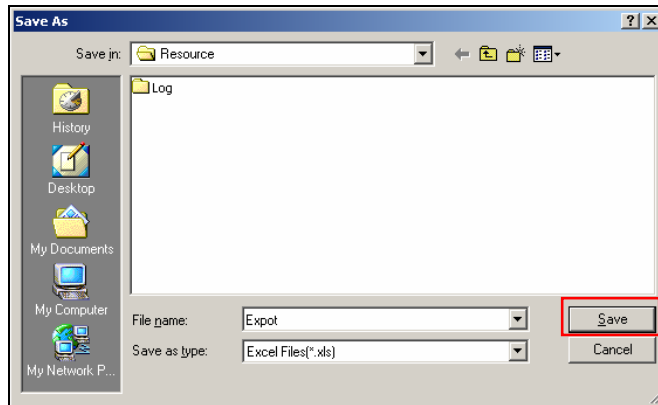 Save As
Save in: Resource
Log
History
Desktop
My Documents
My Computer
My Network P...
File name: Expot Save
Save as type: Excel Files(*.xls) Cancel